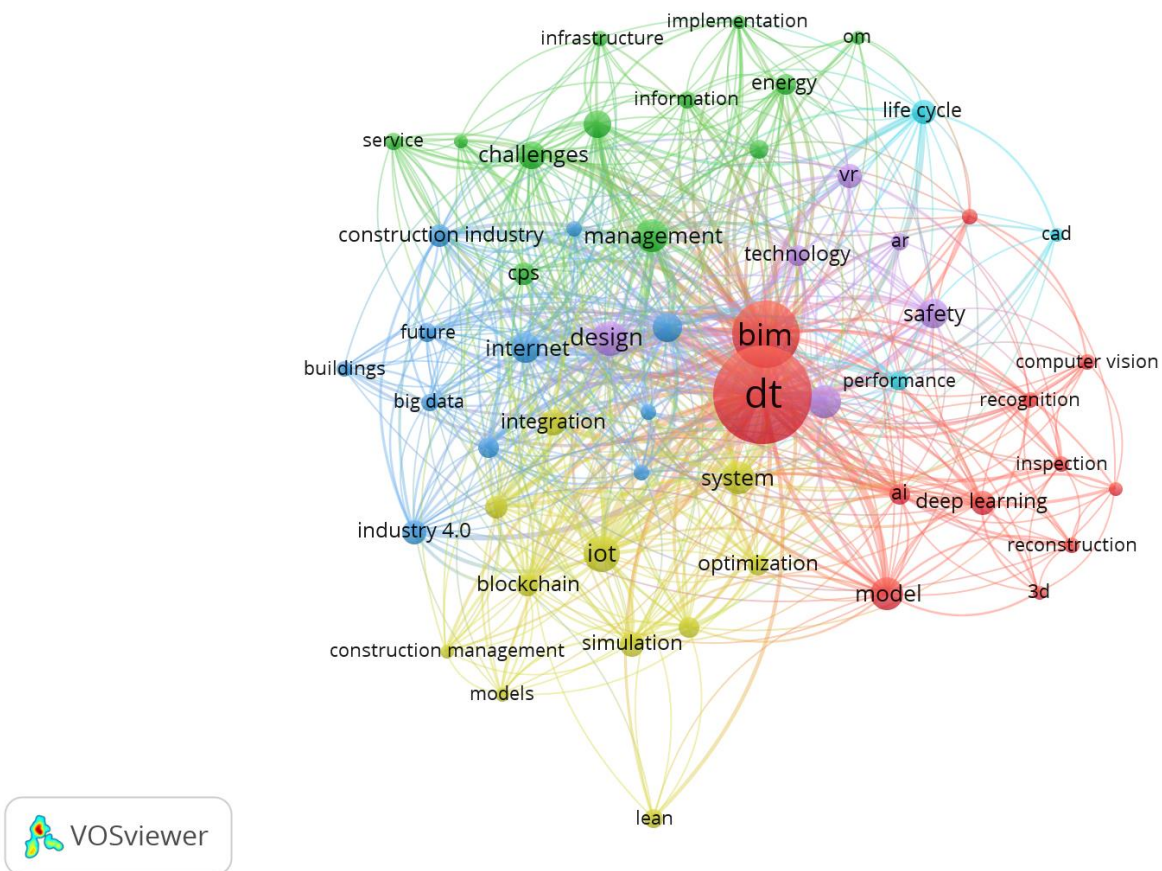 implementation
infrastructure
om
energy
information
life cycle
service
challenges
vr
construction industry
management
ar
cad
technology
cps
safety
bim
future
design
internet
buildings
computer vision
performance
dt
big data
recognition
integration
inspection
system
ai
deep learning
industry 4.0
reconstruction
iot
optimization
blockchain
model
3d
construction management
simulation
models
lean
VOSviewer